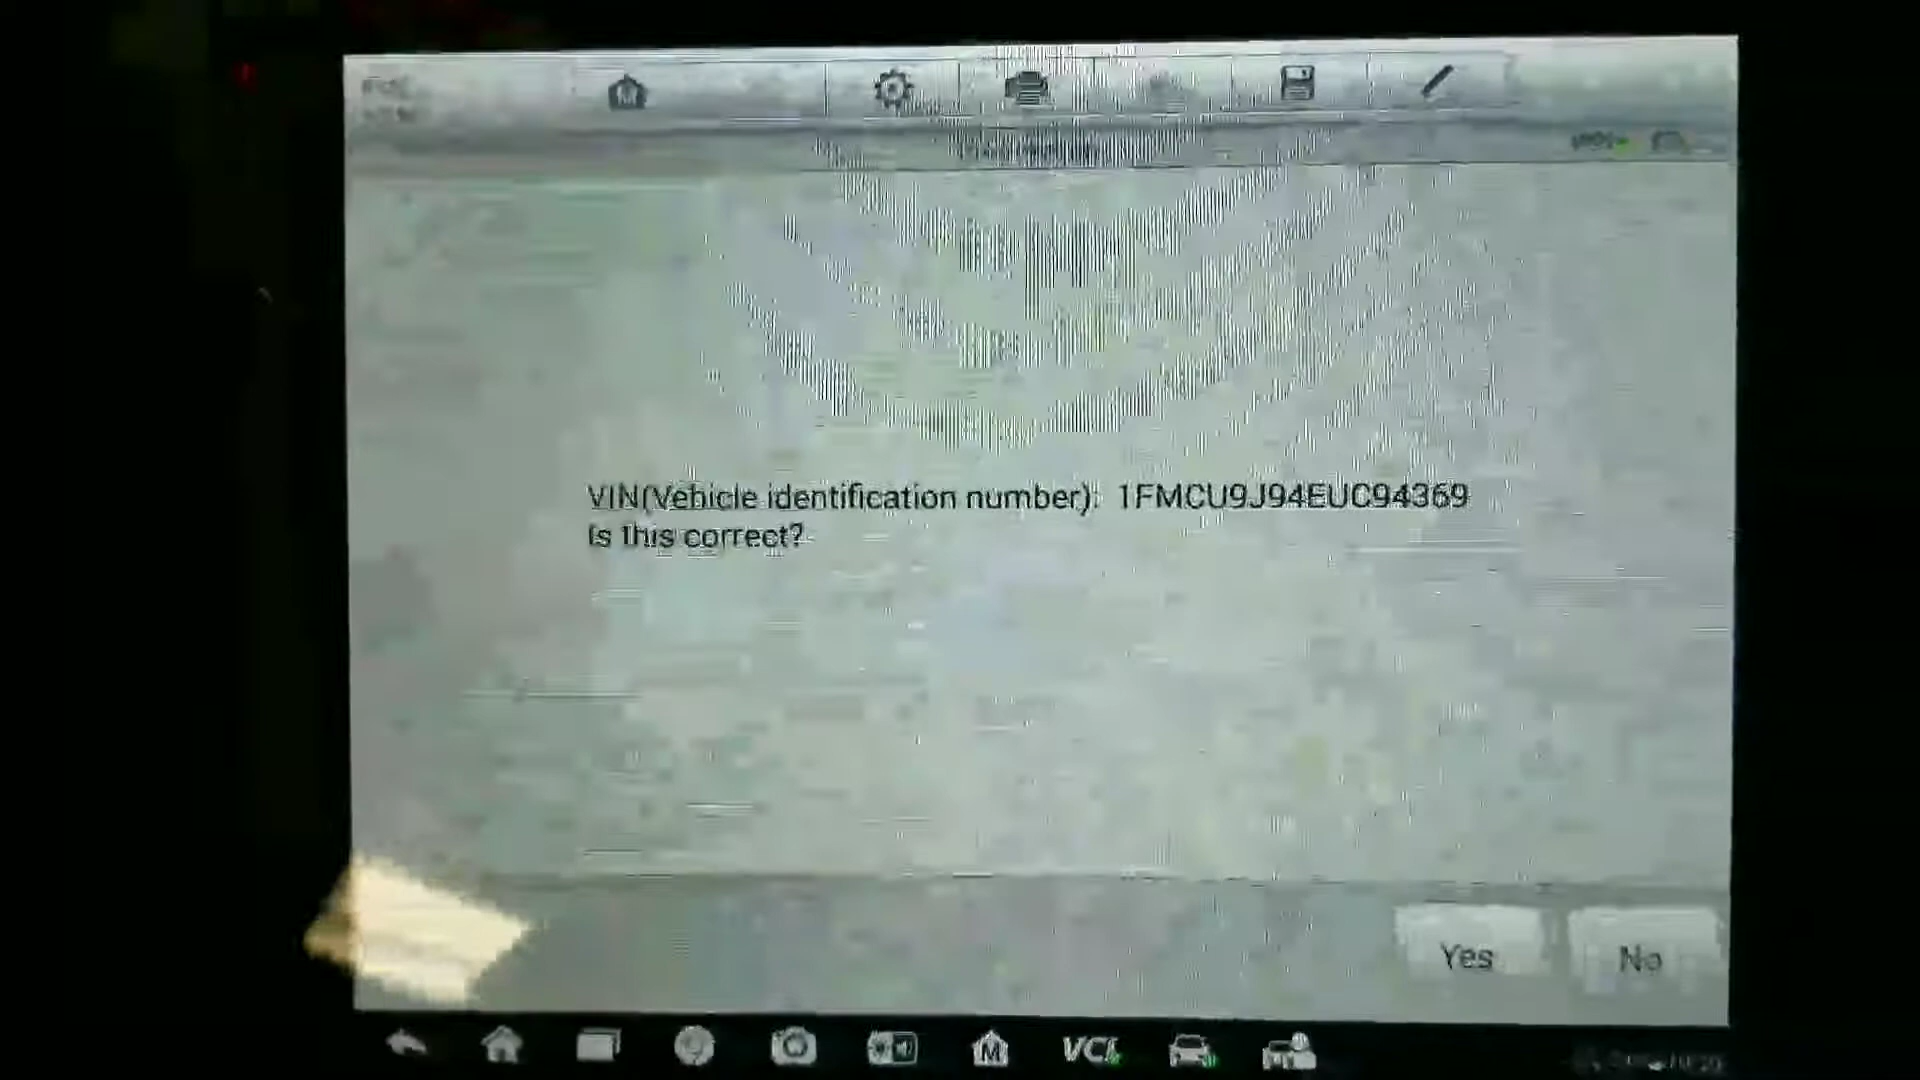 VIN(Vehicle identification number): 1FMCU9J94EUC94369
Is this correct?
Yes
No
VCI